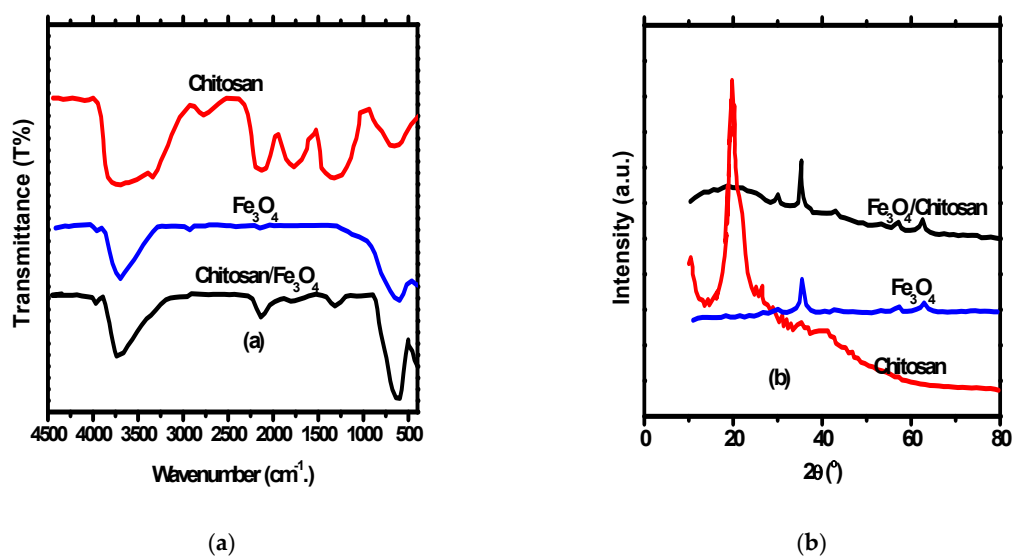 Transmittance (T%)
Chitosan
Fe₃O₄
Chitosan/Fe₃O₄
(a)
4500 4000 3500 3000 2500 2000 1500 1000 500
Wavenumber (cm⁻¹.)
(a)
Intensity (a.u.)
Fe₃O₄/Chitosan
Fe₃O₄
Chitosan
(b)
0 20 40 60 80
2θ (⁰)
(b)